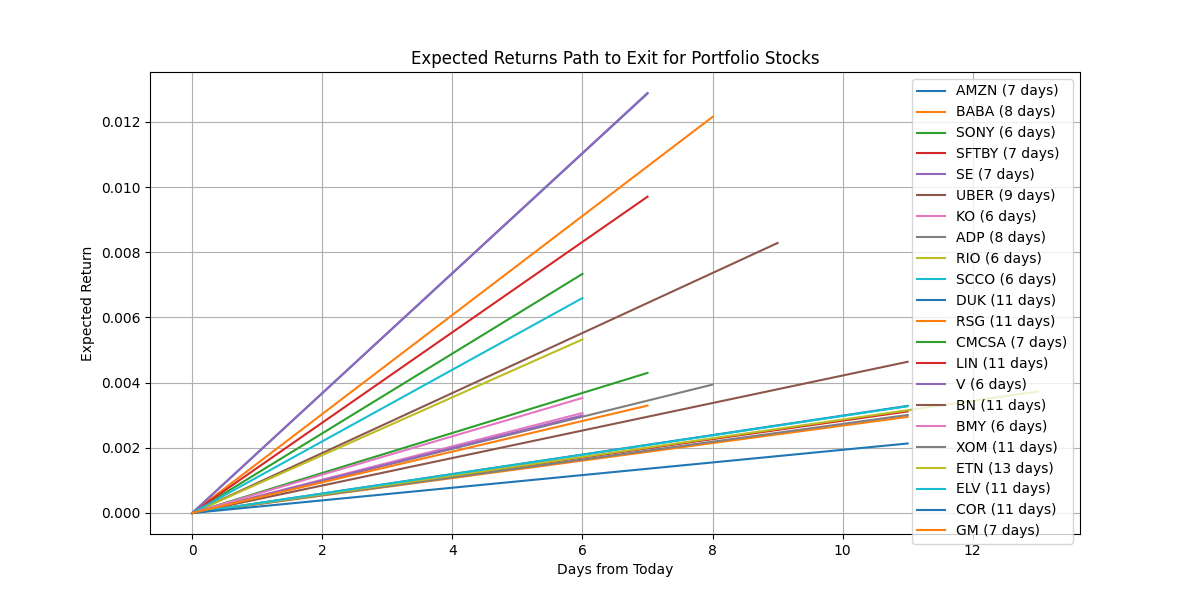 Expected Returns Path to Exit for Portfolio Stocks
Expected Return
0.012
0.010
0.008
0.006
0.004
0.002
0.000
0 2 4 6 8 10 12
Days from Today
AMZN (7 days)
BABA (8 days)
SONY (6 days)
SFTBY (7 days)
SE (7 days)
UBER (9 days)
KO (6 days)
ADP (8 days)
RIO (6 days)
SCCO (6 days)
DUK (11 days)
RSG (11 days)
CMCSA (7 days)
LIN (11 days)
V (6 days)
BN (11 days)
BMY (6 days)
XOM (11 days)
ETN (13 days)
ELV (11 days)
COR (11 days)
GM (7 days)